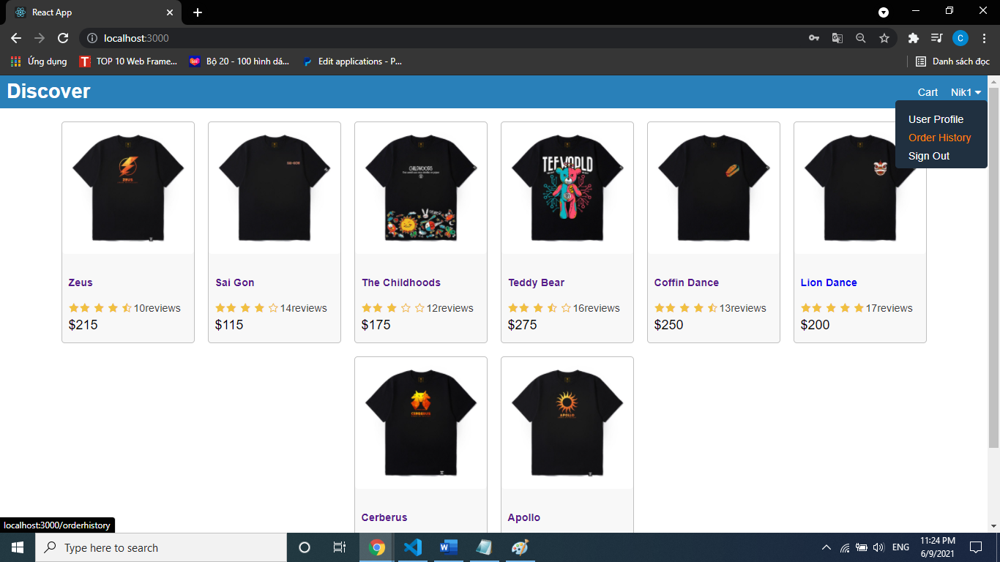 React App
localhost:3000
C
Ứng dụng
TOP 10 Web Frame...
Bộ 20 - 100 hình dá...
Edit applications - P...
Danh sách đọc
Discover
Cart
Nik1
User Profile
Order History
Sign Out
ZEUS
SAI-GON
CHILDHOODS
TEEWORLD
Zeus
10reviews
$215
Sai Gon
14reviews
$115
The Childhoods
12reviews
$175
Teddy Bear
16reviews
$275
Coffin Dance
13reviews
$250
Lion Dance
17reviews
$200
CERBERUS
APOLLO
Cerberus
Apollo
localhost:3000/orderhistory
Type here to search
ENG
11:24 PM
6/9/2021